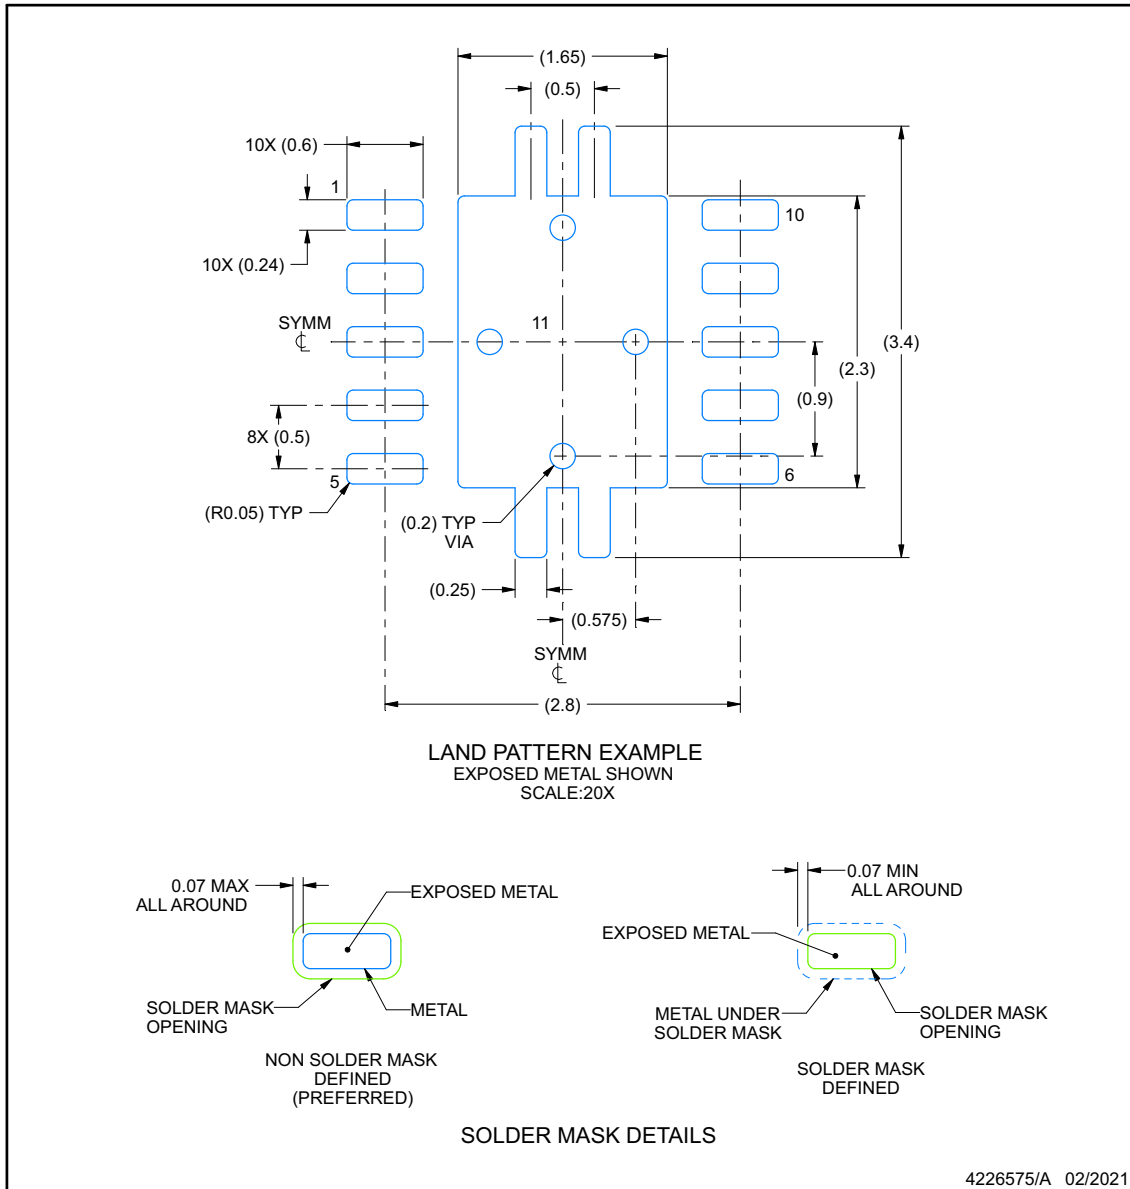 (1.65)
(0.5)
10X (0.6)
1
10
10X (0.24)
11
SYMM
℄
(3.4)
(2.3)
(0.9)
8X (0.5)
5
6
(R0.05) TYP
(0.2) TYP
VIA
(0.25)
(0.575)
SYMM
℄
(2.8)
LAND PATTERN EXAMPLE
EXPOSED METAL SHOWN
SCALE:20X
0.07 MAX
ALL AROUND
EXPOSED METAL
SOLDER MASK
OPENING
METAL
NON SOLDER MASK
DEFINED
(PREFERRED)
0.07 MIN
ALL AROUND
EXPOSED METAL
METAL UNDER
SOLDER MASK
SOLDER MASK
OPENING
SOLDER MASK
DEFINED
SOLDER MASK DETAILS
4226575/A 02/2021